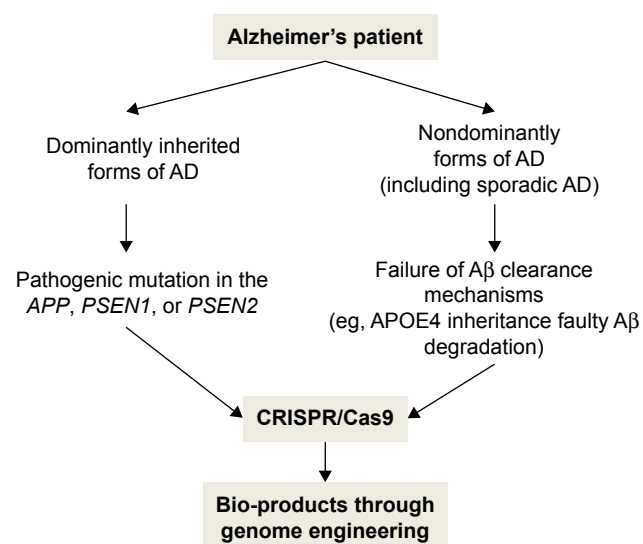 Alzheimer's patient
Dominantly inherited
forms of AD
Nondominantly
forms of AD
(including sporadic AD)
Pathogenic mutation in the
APP, PSEN1, or PSEN2
Failure of Aβ clearance
mechanisms
(eg, APOE4 inheritance faulty Aβ
degradation)
CRISPR/Cas9
Bio-products through
genome engineering